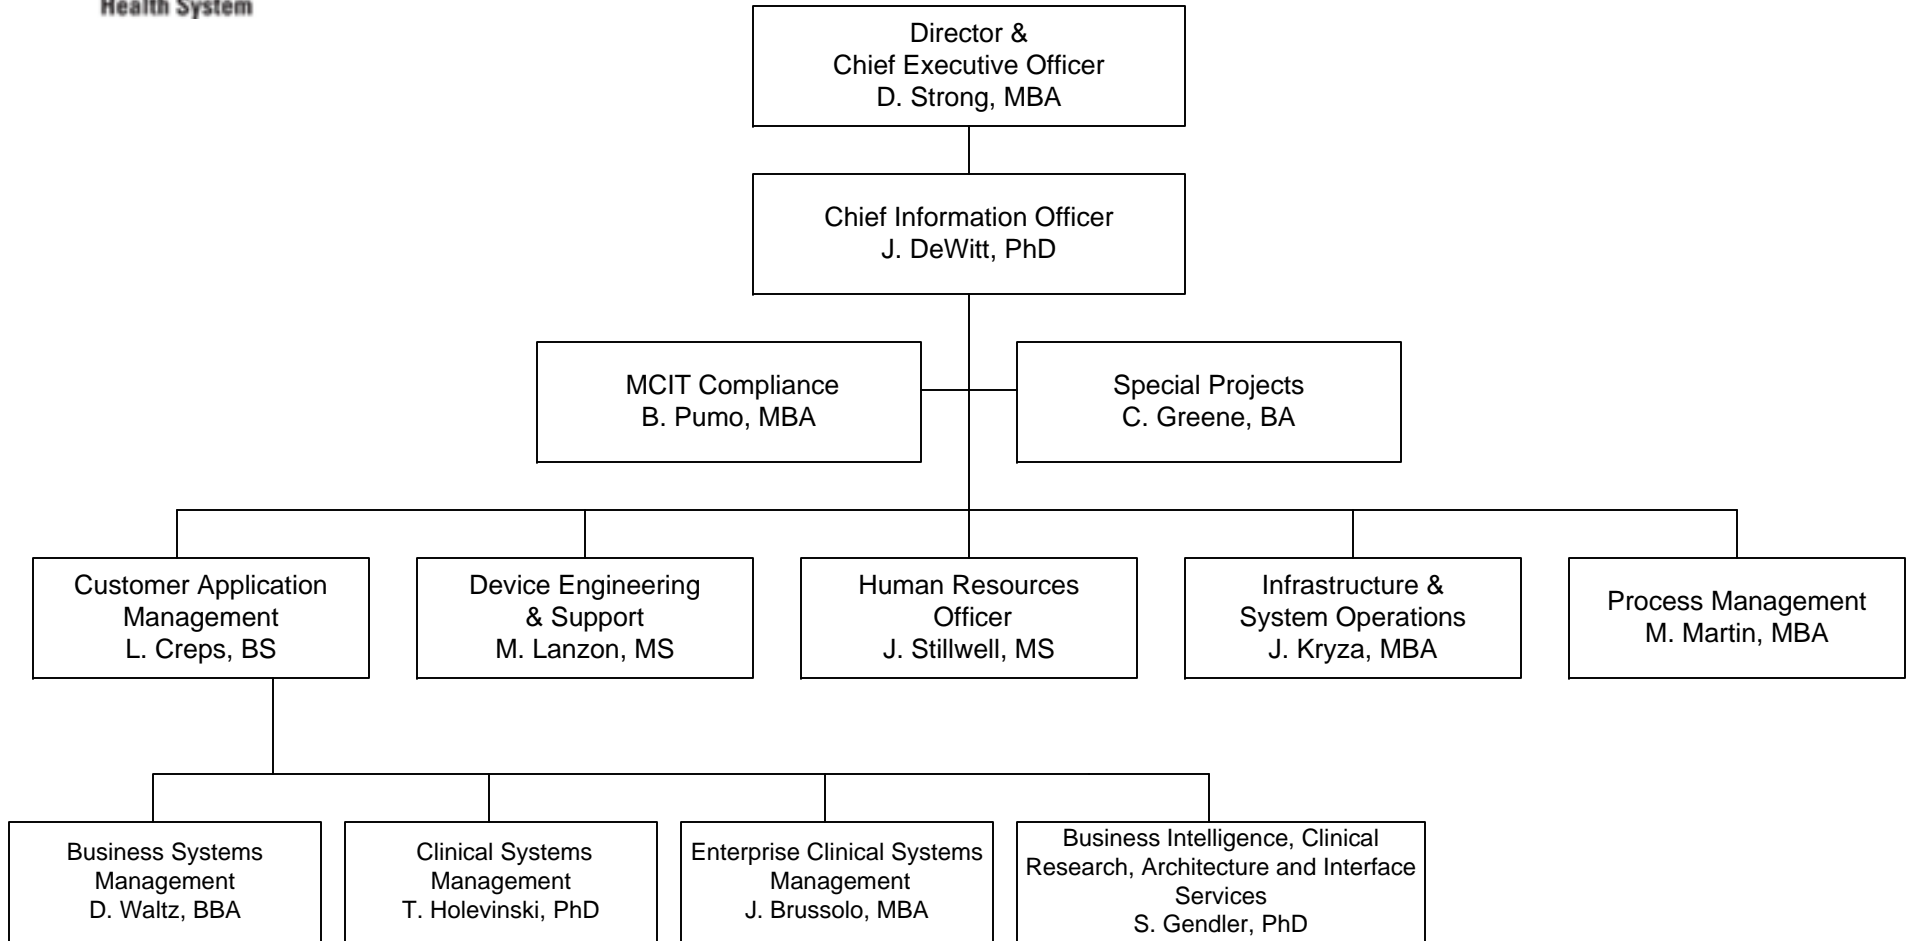 Health System
Director &
Chief Executive Officer
D. Strong, MBA
Chief Information Officer
J. DeWitt, PhD
MCIT Compliance
B. Pumo, MBA
Special Projects
C. Greene, BA
Customer Application
Management
L. Creps, BS
Device Engineering
& Support
M. Lanzon, MS
Human Resources
Officer
J. Stillwell, MS
Infrastructure &
System Operations
J. Kryza, MBA
Process Management
M. Martin, MBA
Business Systems
Management
D. Waltz, BBA
Clinical Systems
Management
T. Holevinski, PhD
Enterprise Clinical Systems
Management
J. Brussolo, MBA
Business Intelligence, Clinical
Research, Architecture and Interface
Services
S. Gendler, PhD